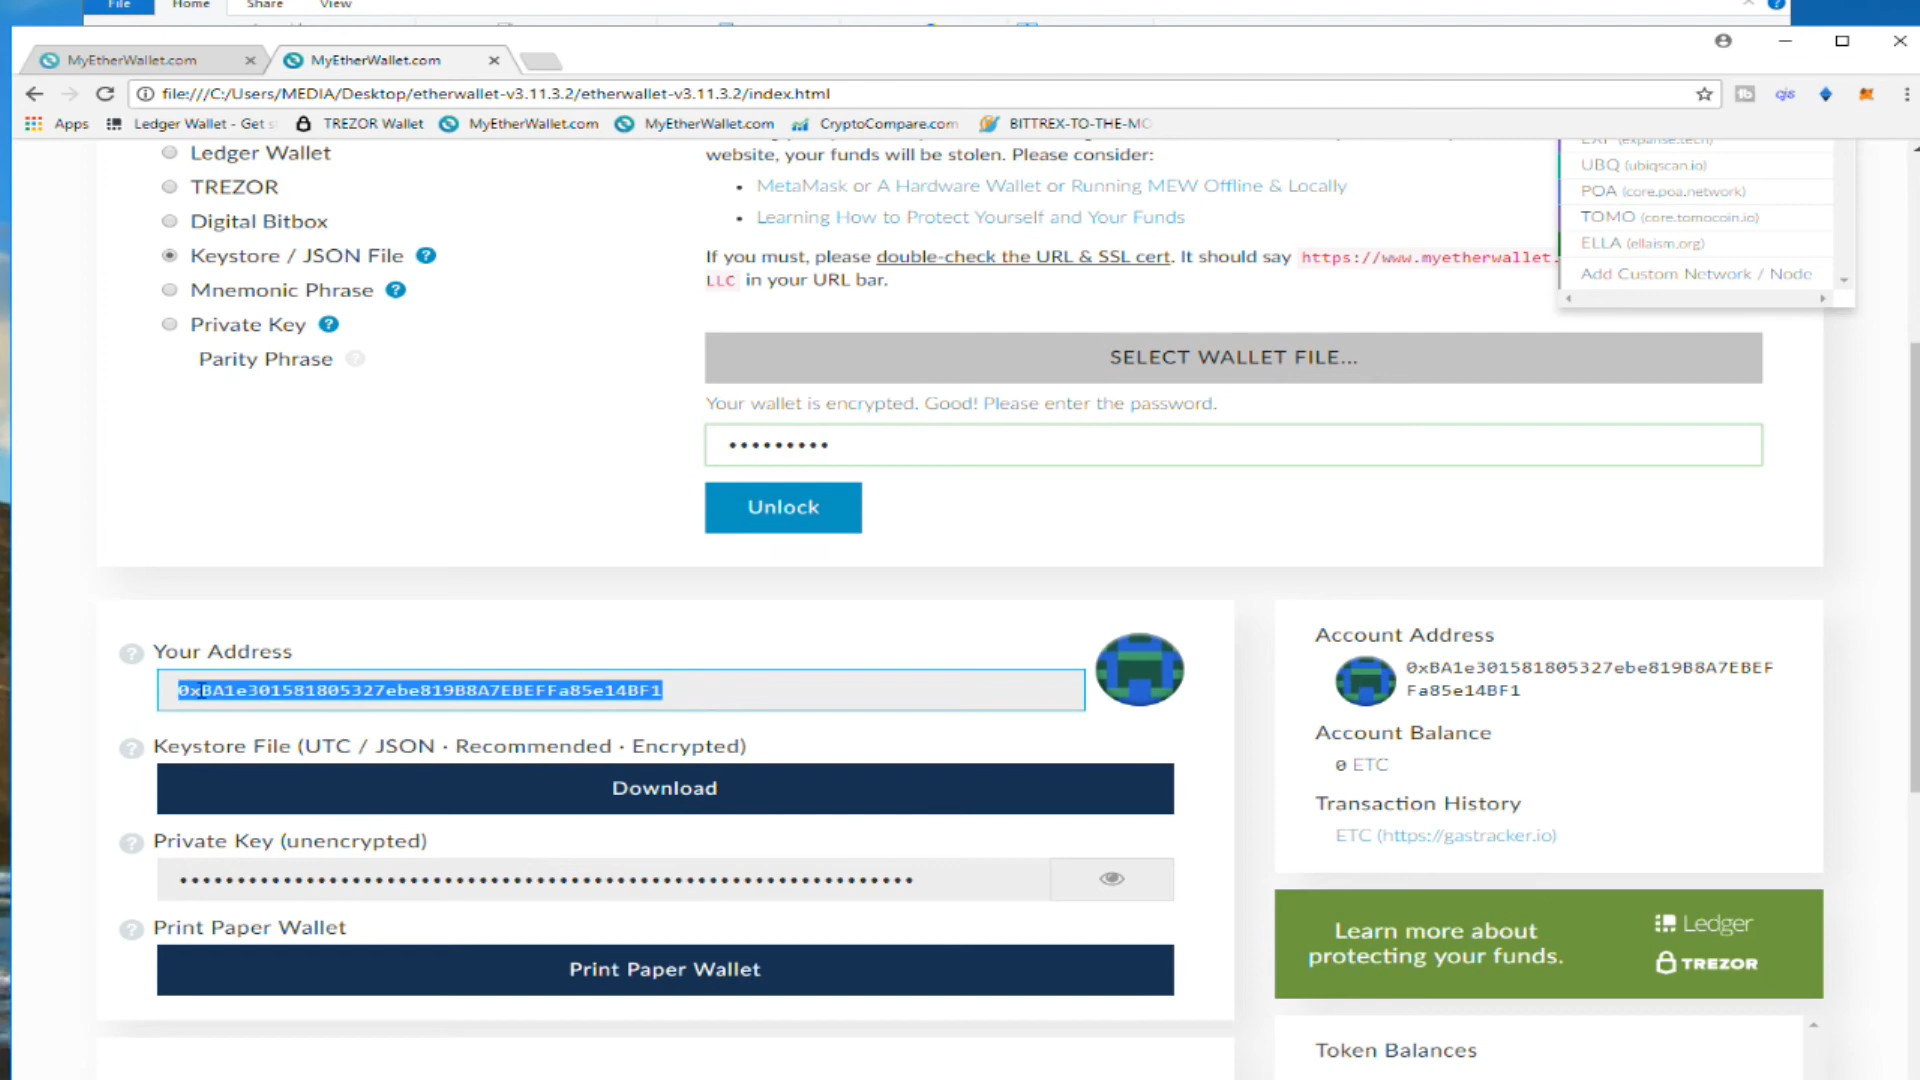 File Home Share View
MyEtherWallet.com MyEtherWallet.com
file:///C:/Users/MEDIA/Desktop/etherwallet-v3.11.3.2/etherwallet-v3.11.3.2/index.html
Apps Ledger Wallet - Get s TREZOR Wallet MyEtherWallet.com MyEtherWallet.com CryptoCompare.com BITTREX-TO-THE-MO
Ledger Wallet
TREZOR
Digital Bitbox
Keystore / JSON File
Mnemonic Phrase
Private Key
Parity Phrase
website, your funds will be stolen. Please consider:
• MetaMask or A Hardware Wallet or Running MEW Offline & Locally
• Learning How to Protect Yourself and Your Funds
If you must, please double-check the URL & SSL cert. It should say https://www.myetherwallet.
LLC in your URL bar.
EXP (expanse.tech)
UBQ (ubiqscan.io)
POA (core.poa.network)
TOMO (core.tomocoin.io)
ELLA (ellaism.org)
Add Custom Network / Node
SELECT WALLET FILE...
Your wallet is encrypted. Good! Please enter the password.
•••••••••
Unlock
Your Address
0xBA1e301581805327ebe819B8A7EBEFFa85e14BF1
Keystore File (UTC / JSON · Recommended · Encrypted)
Download
Private Key (unencrypted)
••••••••••••••••••••••••••••••••••••••••••••••••••••••••••••••••
Print Paper Wallet
Print Paper Wallet
Account Address
0xBA1e301581805327ebe819B8A7EBEF
Fa85e14BF1
Account Balance
0 ETC
Transaction History
ETC (https://gastracker.io)
Learn more about
protecting your funds.
Ledger
TREZOR
Token Balances